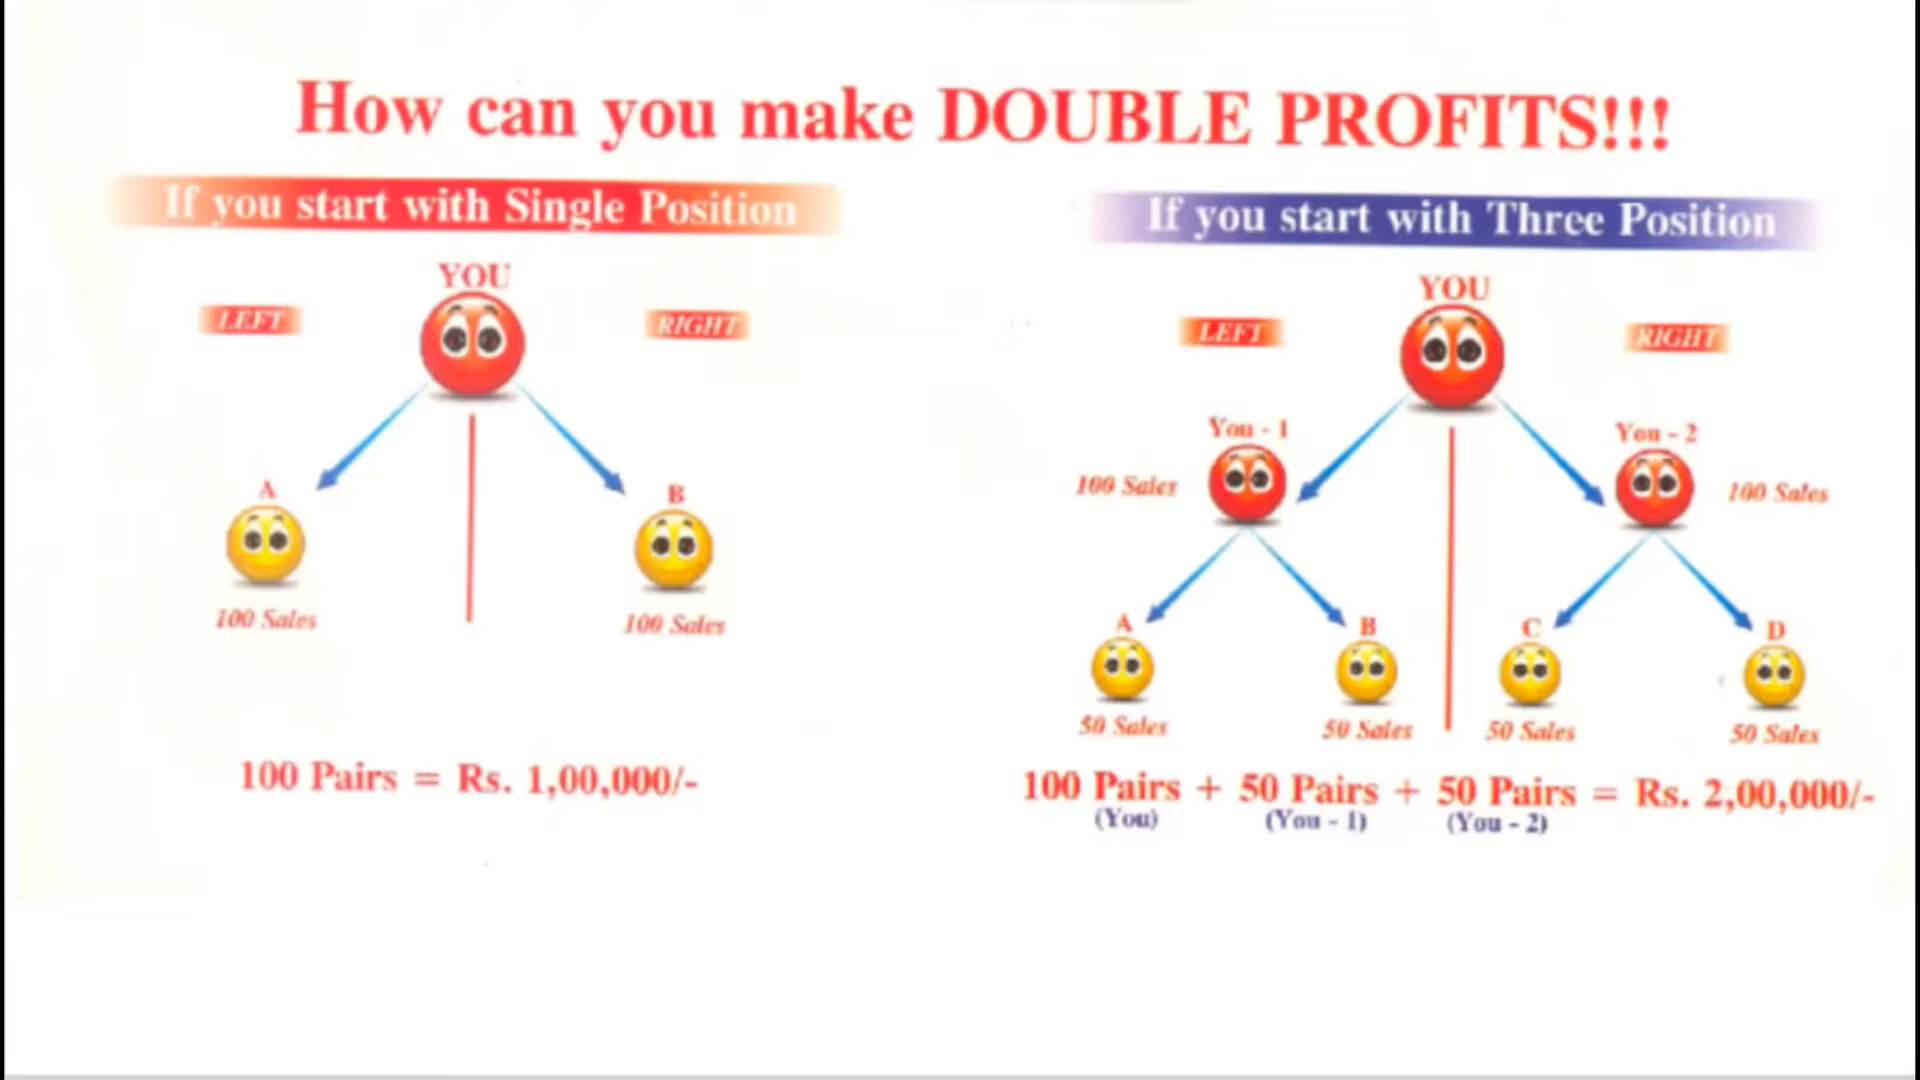 How can you make DOUBLE PROFITS!!!
If you start with Single Position
YOU
LEFT
RIGHT
A
B
100 Sales
100 Sales
100 Pairs = Rs. 1,00,000/-
If you start with Three Position
YOU
LEFT
RIGHT
You - 1
You - 2
100 Sales
100 Sales
A
B
C
D
50 Sales
50 Sales
50 Sales
50 Sales
100 Pairs + 50 Pairs + 50 Pairs = Rs. 2,00,000/-
(You) (You - 1) (You - 2)